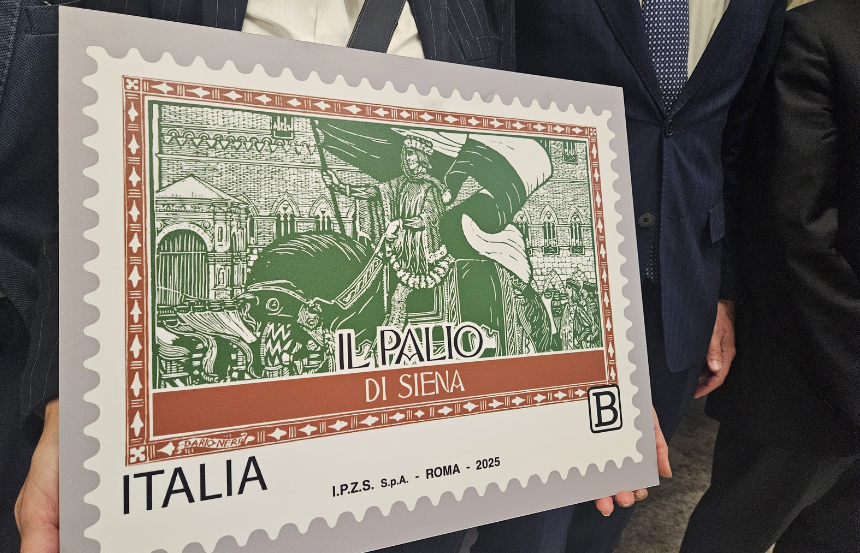 IL PALIO
DI SIENA
B
DARIO NERI
ITALIA
I.P.Z.S. S.p.A. - ROMA - 2025